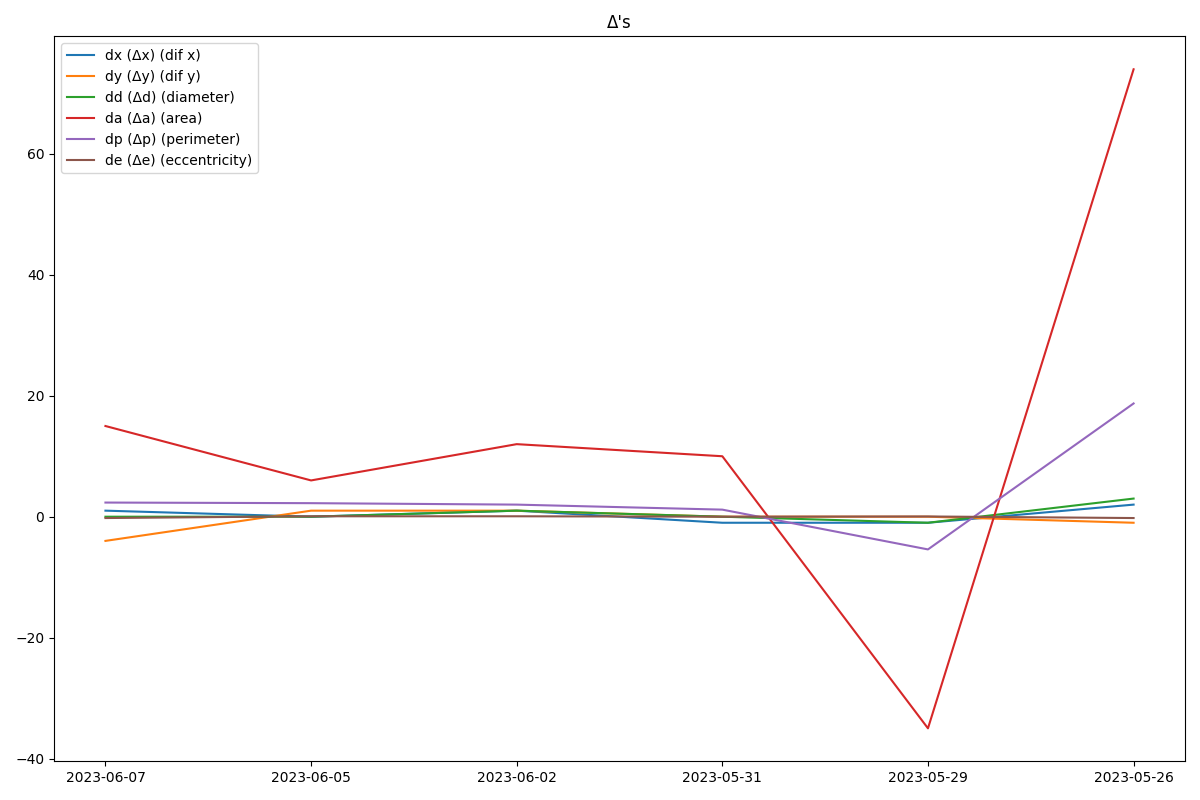 Δ's
dx (Δx) (dif x)
dy (Δy) (dif y)
dd (Δd) (diameter)
da (Δa) (area)
dp (Δp) (perimeter)
de (Δe) (eccentricity)
60
40
20
0
−20
−40
2023-06-07 2023-06-05 2023-06-02 2023-05-31 2023-05-29 2023-05-26